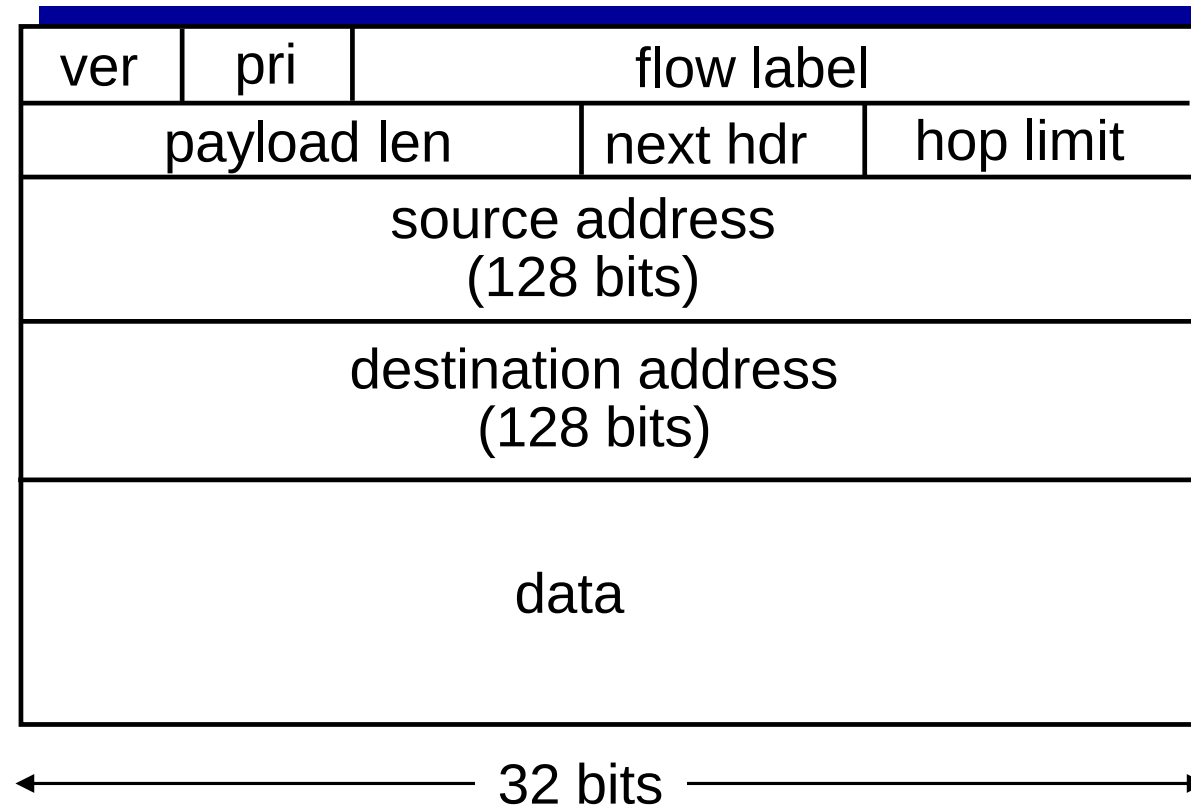 ver pri flow label
payload len next hdr hop limit
source address
(128 bits)
destination address
(128 bits)
data
32 bits